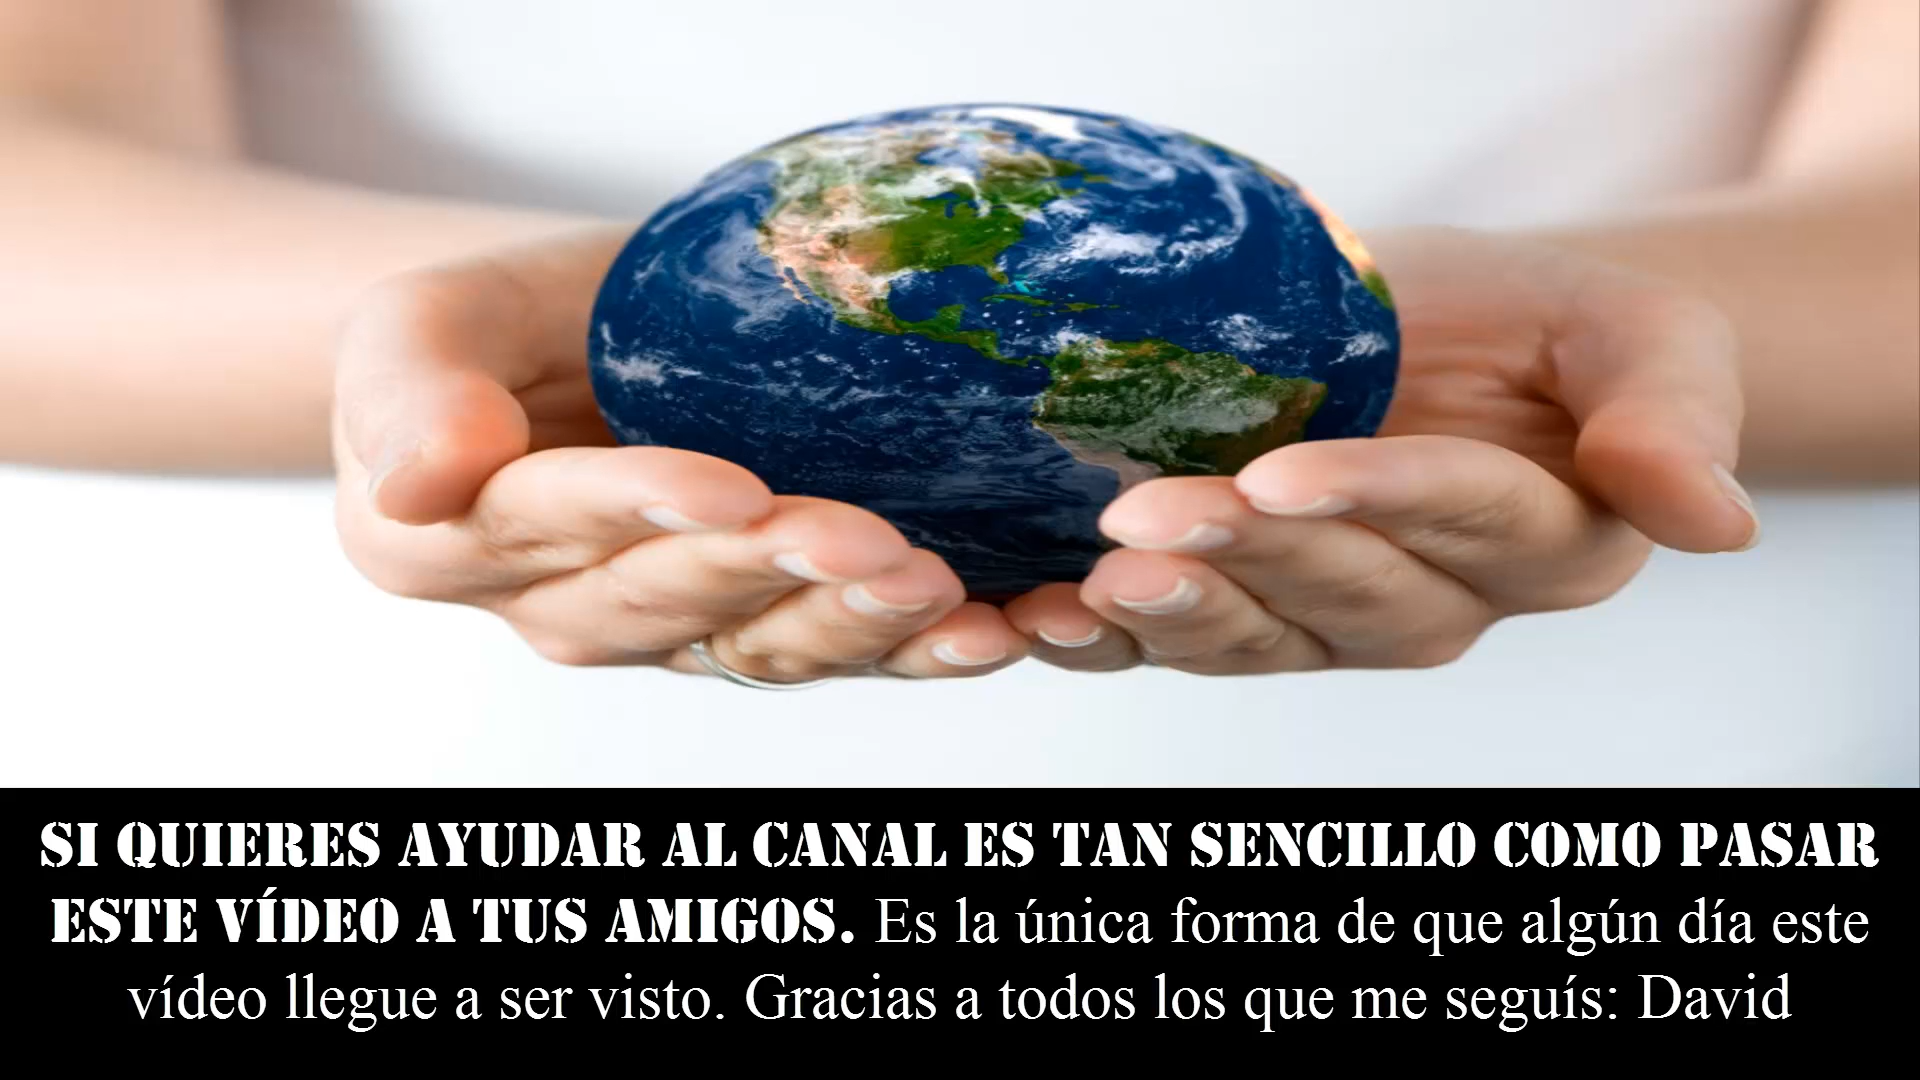 SI QUIERES AYUDAR AL CANAL ES TAN SENCILLO COMO PASAR
ESTE VÍDEO A TUS AMIGOS. Es la única forma de que algún día este
vídeo llegue a ser visto. Gracias a todos los que me seguís: David